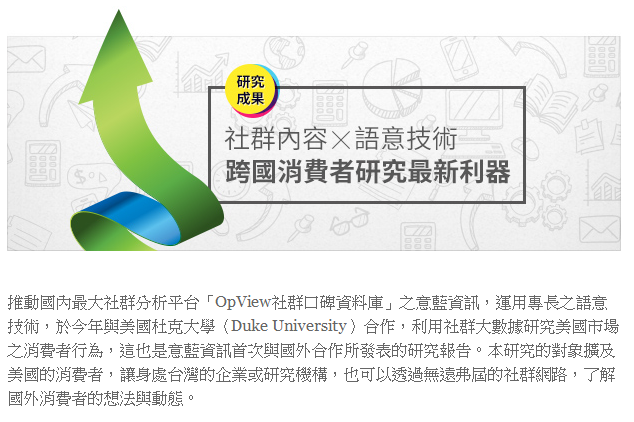 研究
成果
社群內容×語意技術
跨國消費者研究最新利器
推動國內最大社群分析平台「OpView社群口碑資料庫」之意藍資訊，運用專長之語意
技術，於今年與美國杜克大學（Duke University）合作，利用社群大數據研究美國市場
之消費者行為，這也是意藍資訊首次與國外合作所發表的研究報告。本研究的對象擴及
美國的消費者，讓身處台灣的企業或研究機構，也可以透過無遠弗屆的社群網路，了解
國外消費者的想法與動態。